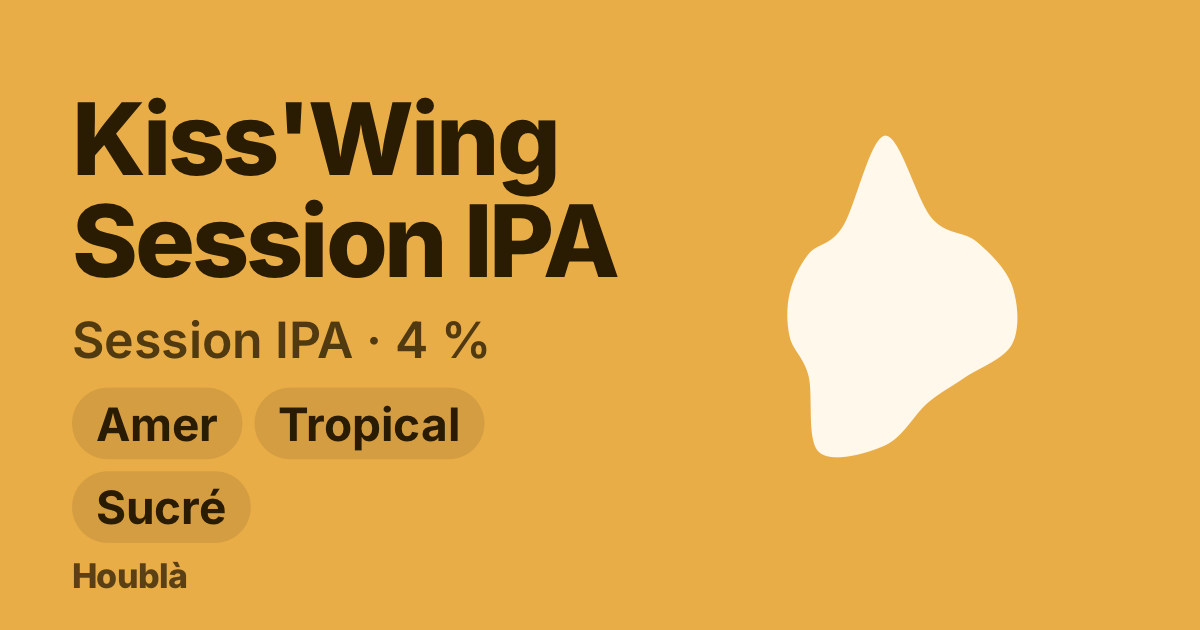 Kiss'Wing
Session IPA
Session IPA · 4 %
Amer Tropical
Sucré
Houblà